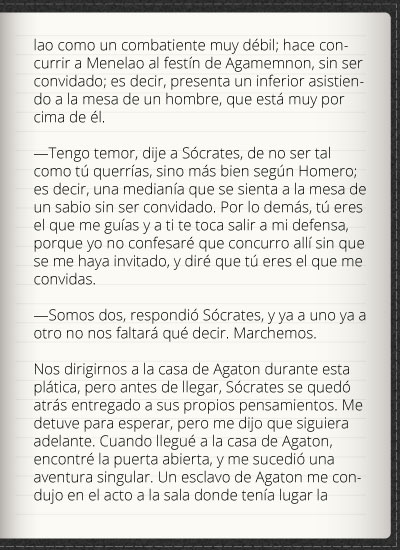 lao como un combatiente muy débil; hace con-
currir a Menelao al festín de Agamemnon, sin ser
convidado; es decir, presenta un inferior asistien-
do a la mesa de un hombre, que está muy por
cima de él.
—Tengo temor, dije a Sócrates, de no ser tal
como tú querrías, sino más bien según Homero;
es decir, una medianía que se sienta a la mesa de
un sabio sin ser convidado. Por lo demás, tú eres
el que me guías y a ti te toca salir a mi defensa,
porque yo no confesaré que concurro allí sin que
se me haya invitado, y diré que tú eres el que me
convidas.
—Somos dos, respondió Sócrates, y ya a uno ya a
otro no nos faltará qué decir. Marchemos.
Nos dirigirnos a la casa de Agaton durante esta
plática, pero antes de llegar, Sócrates se quedó
atrás entregado a sus propios pensamientos. Me
detuve para esperar, pero me dijo que siguiera
adelante. Cuando llegué a la casa de Agaton,
encontré la puerta abierta, y me sucedió una
aventura singular. Un esclavo de Agaton me con-
dujo en el acto a la sala donde tenía lugar la